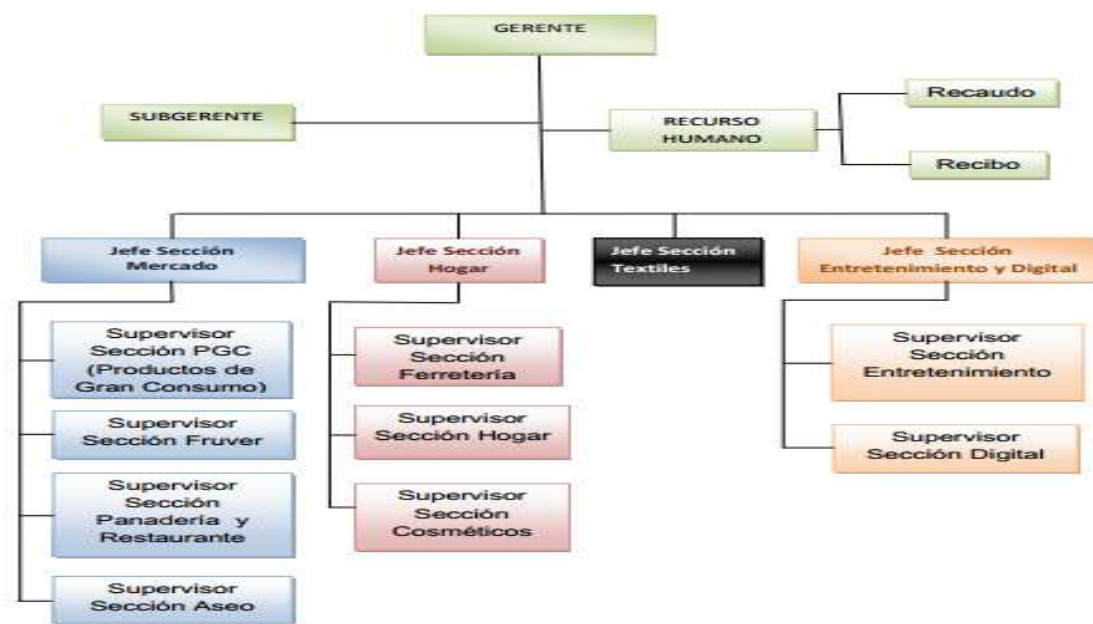 GERENTE
SUBGERENTE
RECURSO
HUMANO
Recaudo
Recibo
Jefe Sección
Mercado
Jefe Sección
Hogar
Jefe Sección
Textiles
Jefe Sección
Entretenimiento y Digital
Supervisor
Sección PGC
(Productos de
Gran Consumo)
Supervisor
Sección Fruver
Supervisor
Sección
Panadería y
Restaurante
Supervisor
Sección Aseo
Supervisor
Sección
Ferretería
Supervisor
Sección Hogar
Supervisor
Sección
Cosméticos
Supervisor
Sección
Entretenimiento
Supervisor
Sección Digital